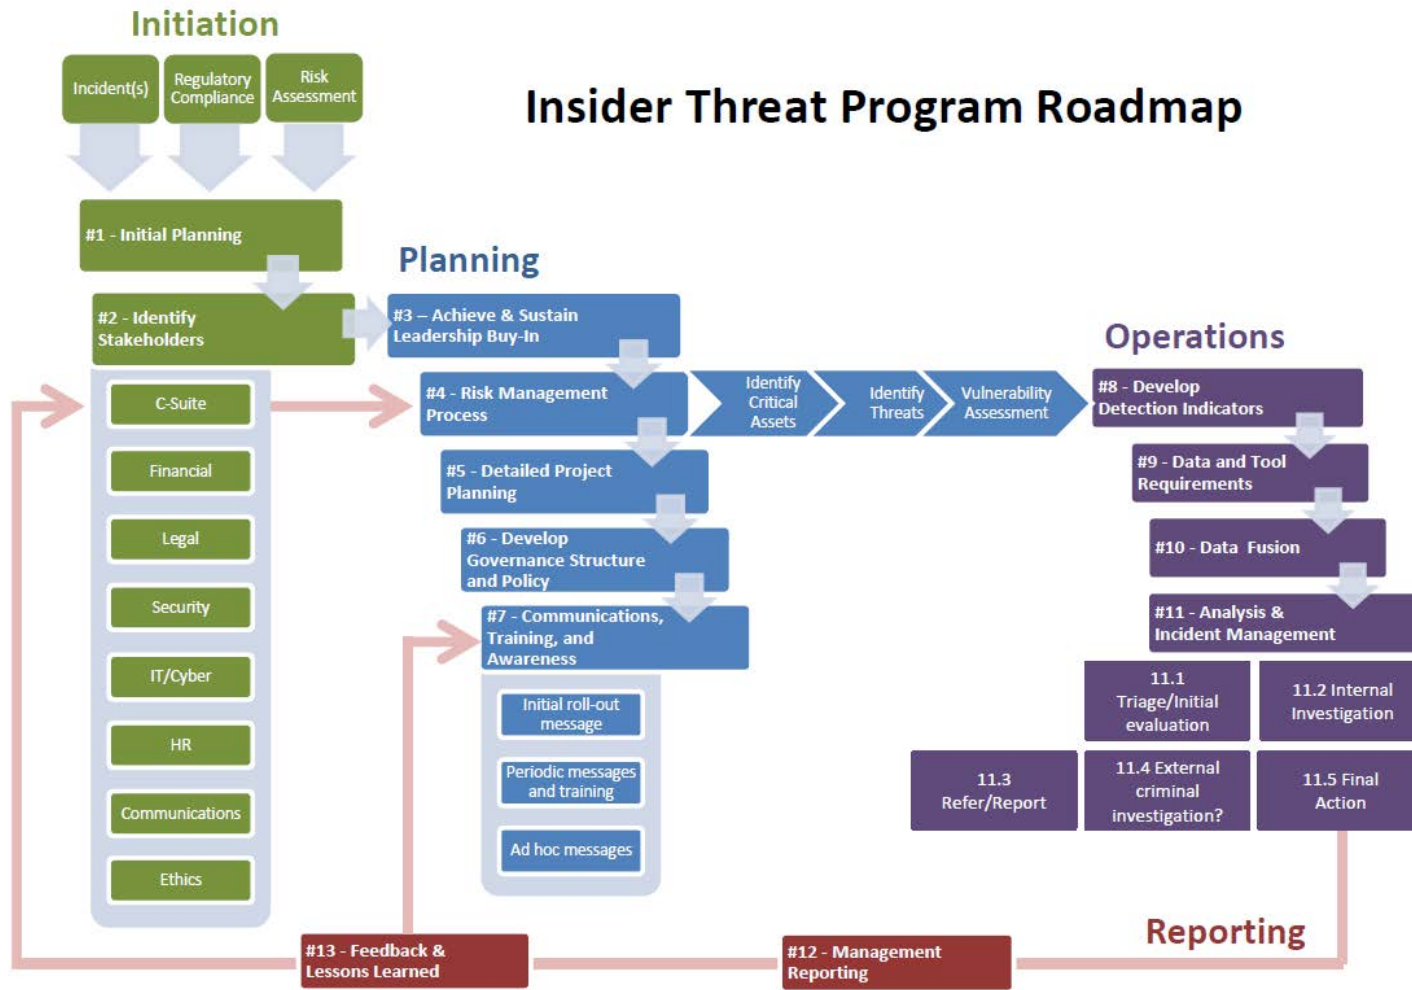 Initiation
Incident(s)
Regulatory
Compliance
Risk
Assessment
Insider Threat Program Roadmap
#1 - Initial Planning
Planning
#2 - Identify
Stakeholders
#3 – Achieve & Sustain
Leadership Buy-In
Operations
C-Suite
Financial
Legal
Security
IT/Cyber
HR
Communications
Ethics
#4 - Risk Management
Process
Identify
Critical
Assets
Identify
Threats
Vulnerability
Assessment
#5 - Detailed Project
Planning
#6 - Develop
Governance Structure
and Policy
#7 - Communications,
Training, and
Awareness
Initial roll-out
message
Periodic messages
and training
Ad hoc messages
#8 - Develop
Detection Indicators
#9 - Data and Tool
Requirements
#10 - Data Fusion
#11 - Analysis &
Incident Management
11.1
Triage/Initial
evaluation
11.2 Internal
Investigation
11.3
Refer/Report
11.4 External
criminal
investigation?
11.5 Final
Action
Reporting
#12 - Management
Reporting
#13 - Feedback &
Lessons Learned